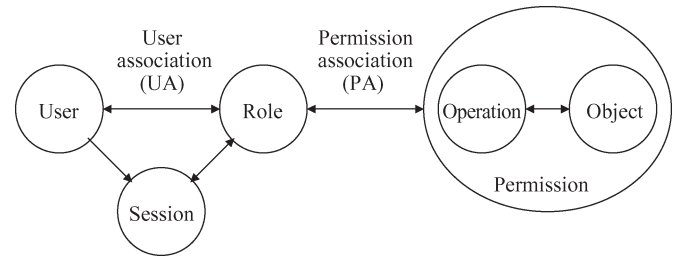 User
association
(UA)
Permission
association
(PA)
User
Role
Operation
Object
Permission
Session